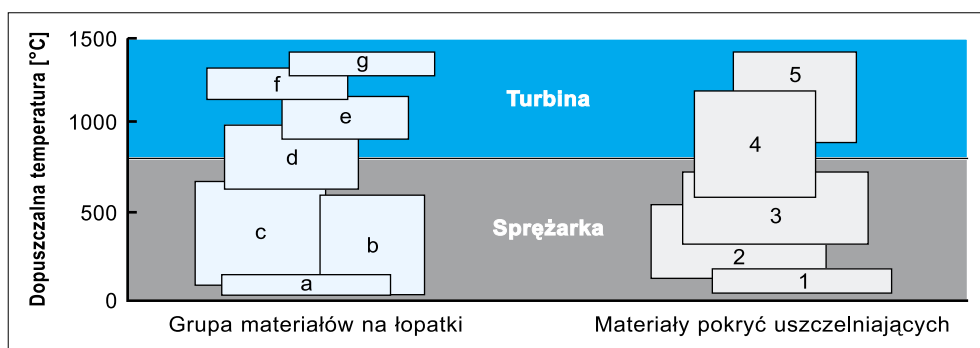 Dopuszczalna temperatura [°C]
1500
1000
500
0
g
f
e
d
c
b
a
Turbina
Sprężarka
5
4
3
2
1
Grupa materiałów na łopatki
Materiały pokryć uszczelniających